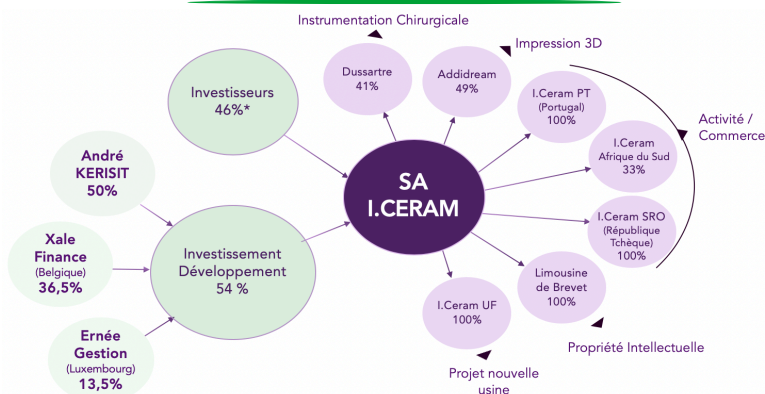 Instrumentation Chirurgicale
Impression 3D
Dussartre
41%
Addidream
49%
I.Ceram PT
(Portugal)
100%
Activité /
Commerce
I.Ceram
Afrique du Sud
33%
I.Ceram SRO
(République
Tchèque)
100%
Limousine
de Brevet
100%
Propriété Intellectuelle
I.Ceram UF
100%
Projet nouvelle
usine
SA
I.CERAM
Investisseurs
46%*
Investissement
Développement
54 %
André
KERISIT
50%
Xale
Finance
(Belgique)
36,5%
Ernée
Gestion
(Luxembourg)
13,5%